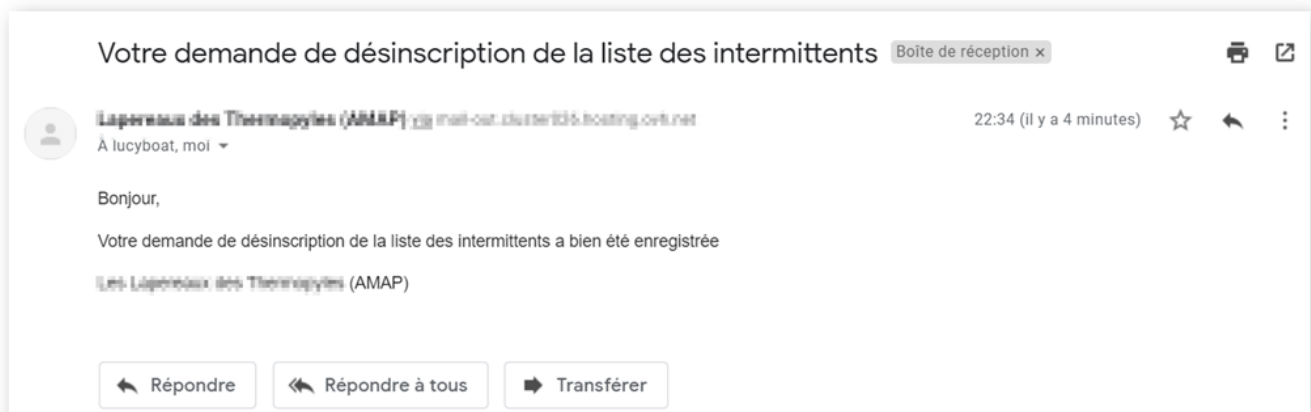 Votre demande de désinscription de la liste des intermittents Boîte de réception ×
(AMAP)
22:34 (il y a 4 minutes)
À lucyboat, moi
Bonjour,
Votre demande de désinscription de la liste des intermittents a bien été enregistrée
(AMAP)
Répondre Répondre à tous Transférer